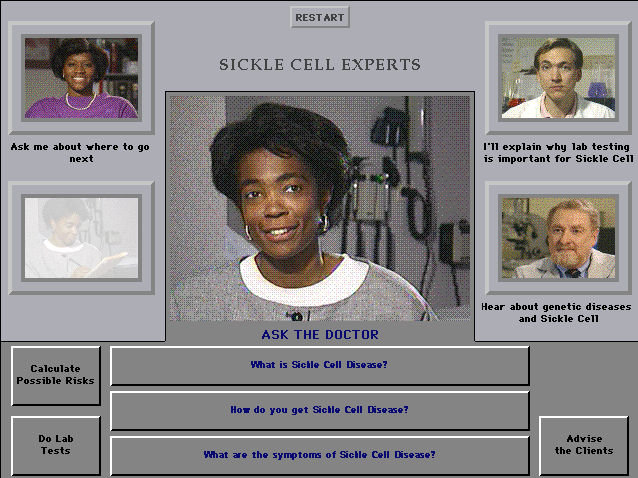 RESTART
SICKLE CELL EXPERTS
Ask me about where to go
next
I'll explain why lab testing
is important for Sickle Cell
Hear about genetic diseases
and Sickle Cell
ASK THE DOCTOR
Calculate
Possible Risks
What is Sickle Cell Disease?
How do you get Sickle Cell Disease?
Do Lab
Tests
What are the symptoms of Sickle Cell Disease?
Advise
the Clients